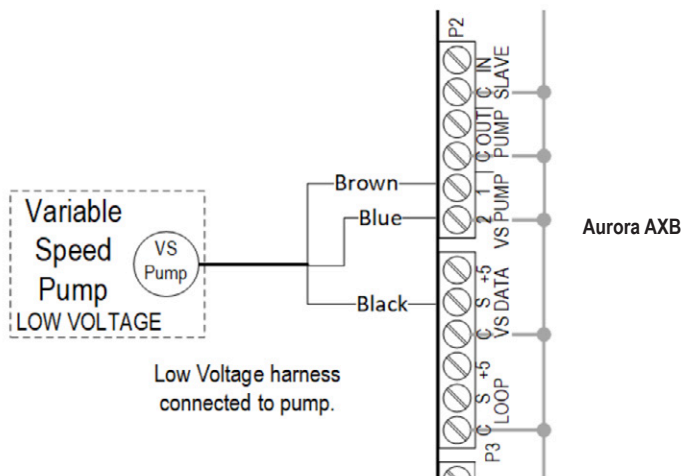 P2
IN
C
SLAVE
OUT
C
PUMP
1
2
VS PUMP
+5
S
C
VS DATA
+5
S
C
LOOP
P3
Brown
Blue
Black
Variable
Speed
Pump
LOW VOLTAGE
VS
Pump
Low Voltage harness
connected to pump.
Aurora AXB